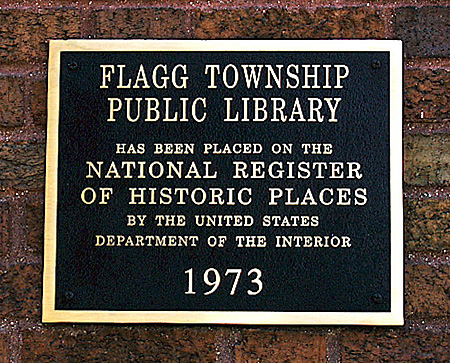 FLAGG TOWNSHIP
PUBLIC LIBRARY
HAS BEEN PLACED ON THE
NATIONAL REGISTER
OF HISTORIC PLACES
BY THE UNITED STATES
DEPARTMENT OF THE INTERIOR
1973